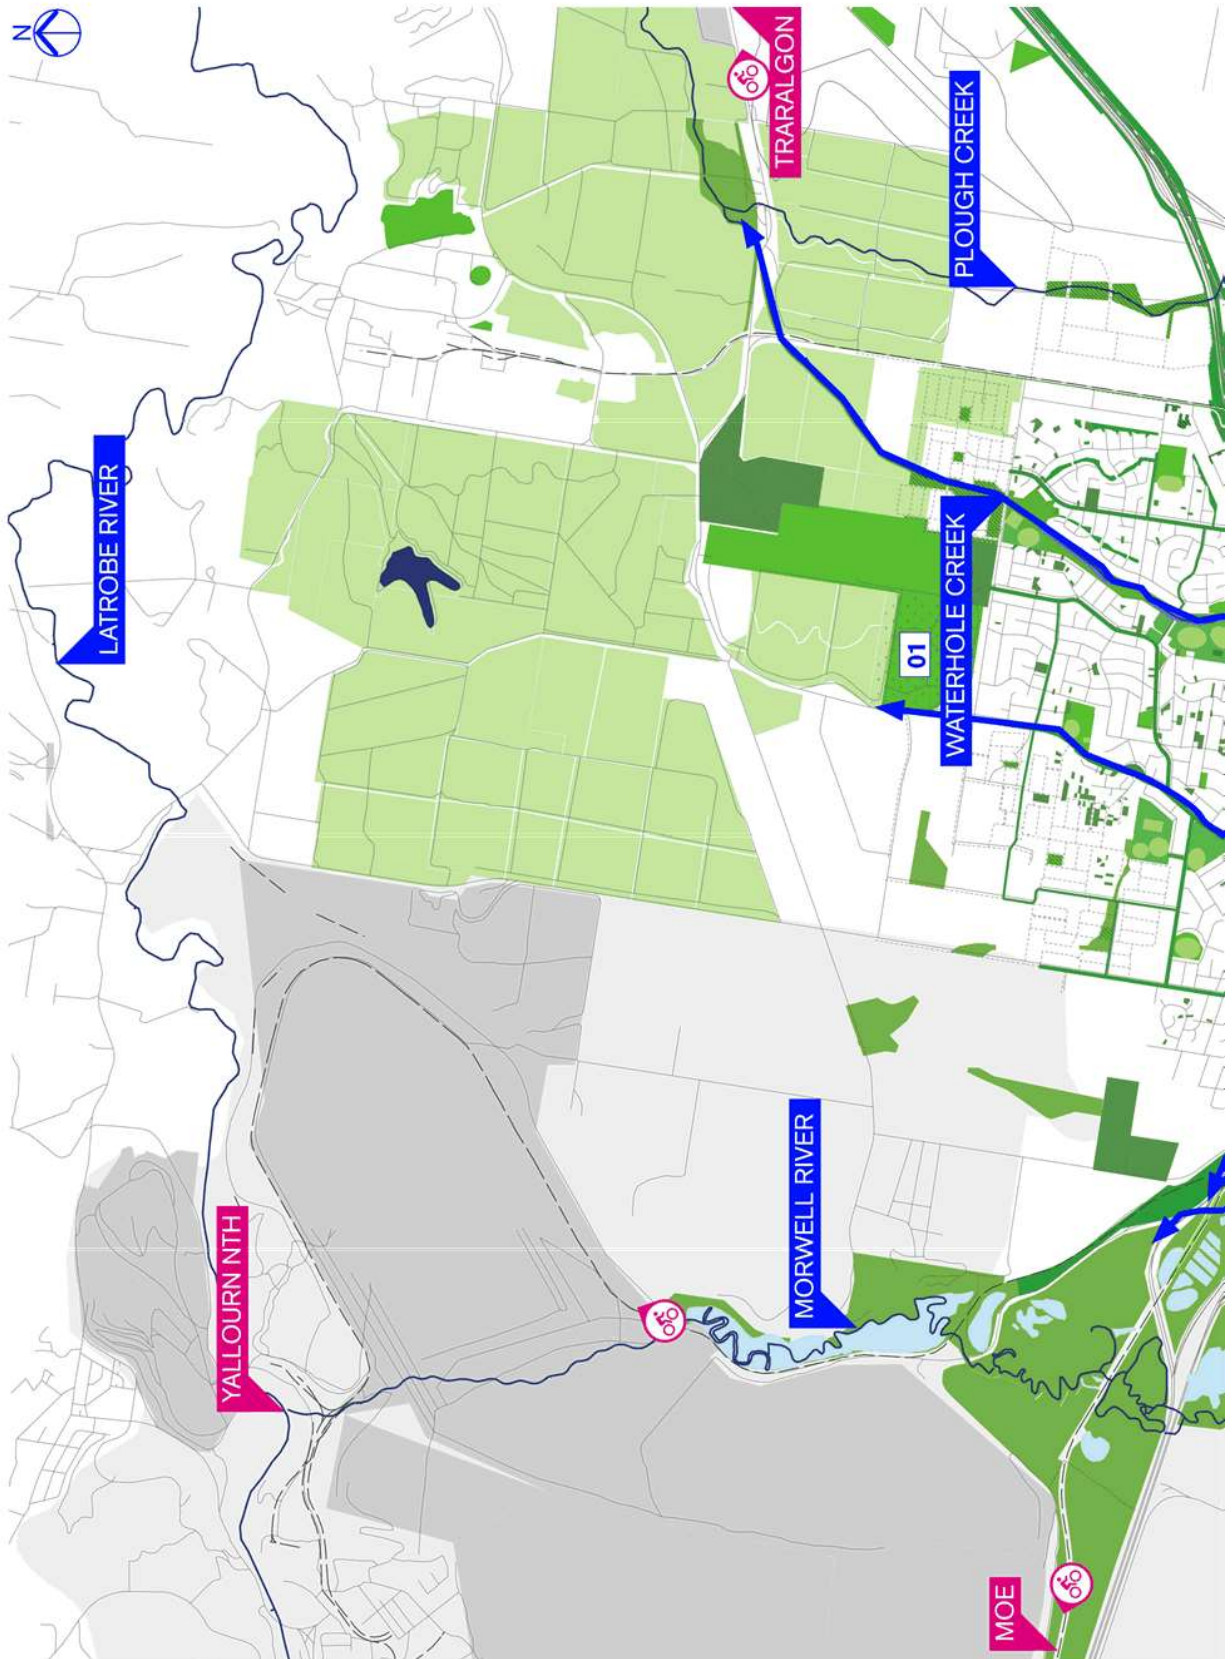 N
LATROBE RIVER
YALLOURN NTH
TRARALGON
PLOUGH CREEK
WATERHOLE CREEK
01
MORWELL RIVER
MOE